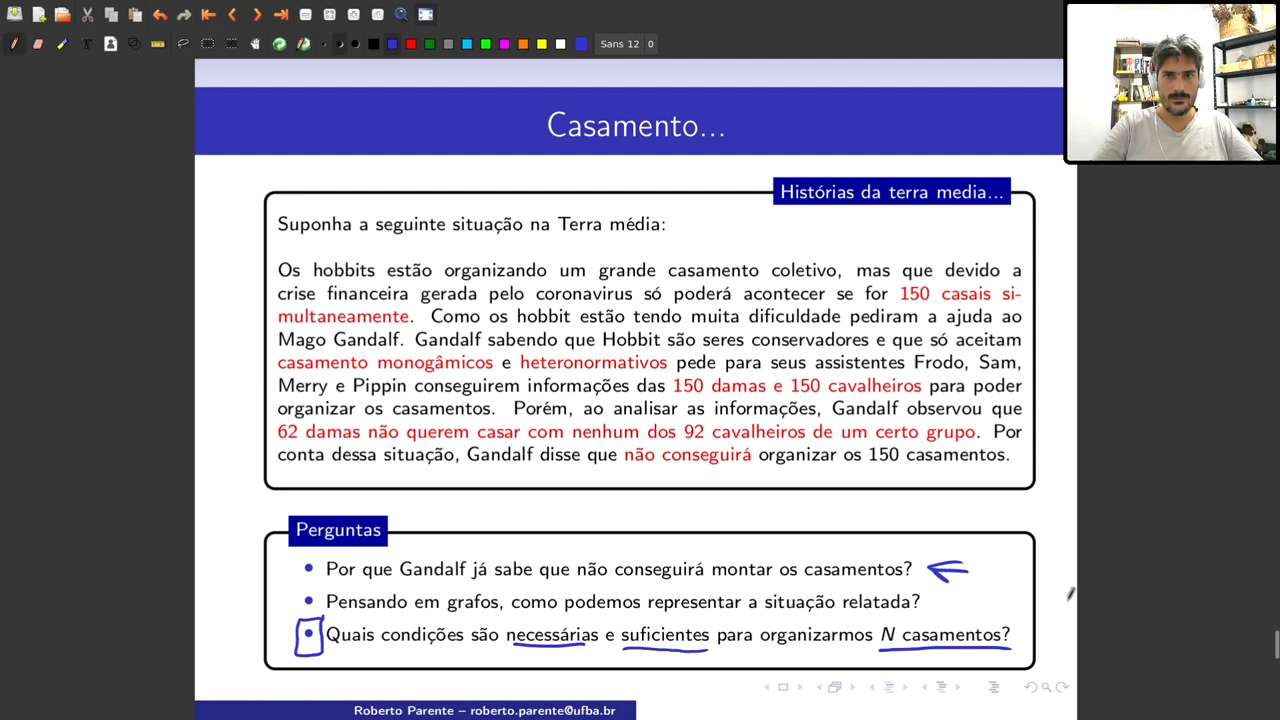 Sans 12 0
Casamento...
Histórias da terra media...
Suponha a seguinte situação na Terra média:
Os hobbits estão organizando um grande casamento coletivo, mas que devido a
crise financeira gerada pelo coronavirus só poderá acontecer se for 150 casais si-
multaneamente. Como os hobbit estão tendo muita dificuldade pediram a ajuda ao
Mago Gandalf. Gandalf sabendo que Hobbit são seres conservadores e que só aceitam
casamento monogâmicos e heteronormativos pede para seus assistentes Frodo, Sam,
Merry e Pippin conseguirem informações das 150 damas e 150 cavalheiros para poder
organizar os casamentos. Porém, ao analisar as informações, Gandalf observou que
62 damas não querem casar com nenhum dos 92 cavalheiros de um certo grupo. Por
conta dessa situação, Gandalf disse que não conseguirá organizar os 150 casamentos.
Perguntas
• Por que Gandalf já sabe que não conseguirá montar os casamentos?
• Pensando em grafos, como podemos representar a situação relatada?
• Quais condições são necessárias e suficientes para organizarmos N casamentos?
Roberto Parente – roberto.parente@ufba.br